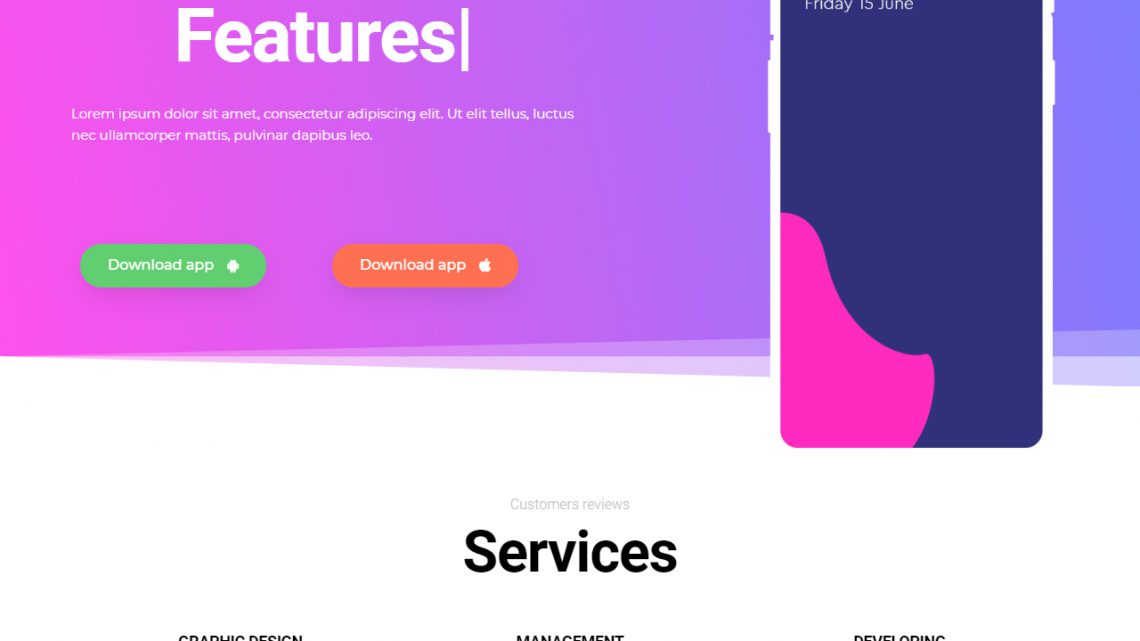 Friday 15 June
Features|
Lorem ipsum dolor sit amet, consectetur adipiscing elit. Ut elit tellus, luctus
nec ullamcorper mattis, pulvinar dapibus leo.
Download app
Download app
Customers reviews
Services
GRAPHIC DESIGN
MANAGEMENT
DEVELOPING